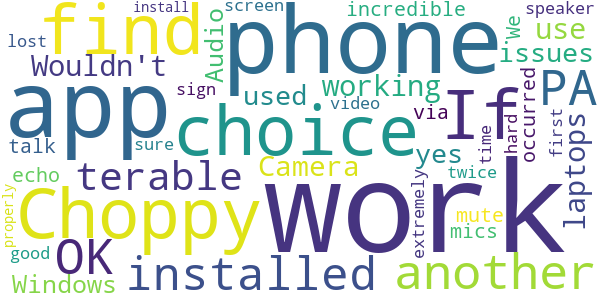 install
screen
incredible
speaker
lost
find
phone
We
use
Wouldn't
Audio
issues
app
sign
used
working
If
PA
talk
sure
video
via
choice
yes
time
hard
occurred
first
laptops
echo
terable
Camera
twice
work
properly
Choppy
extremely
mute
mics
good
OK
Windows
installed
another